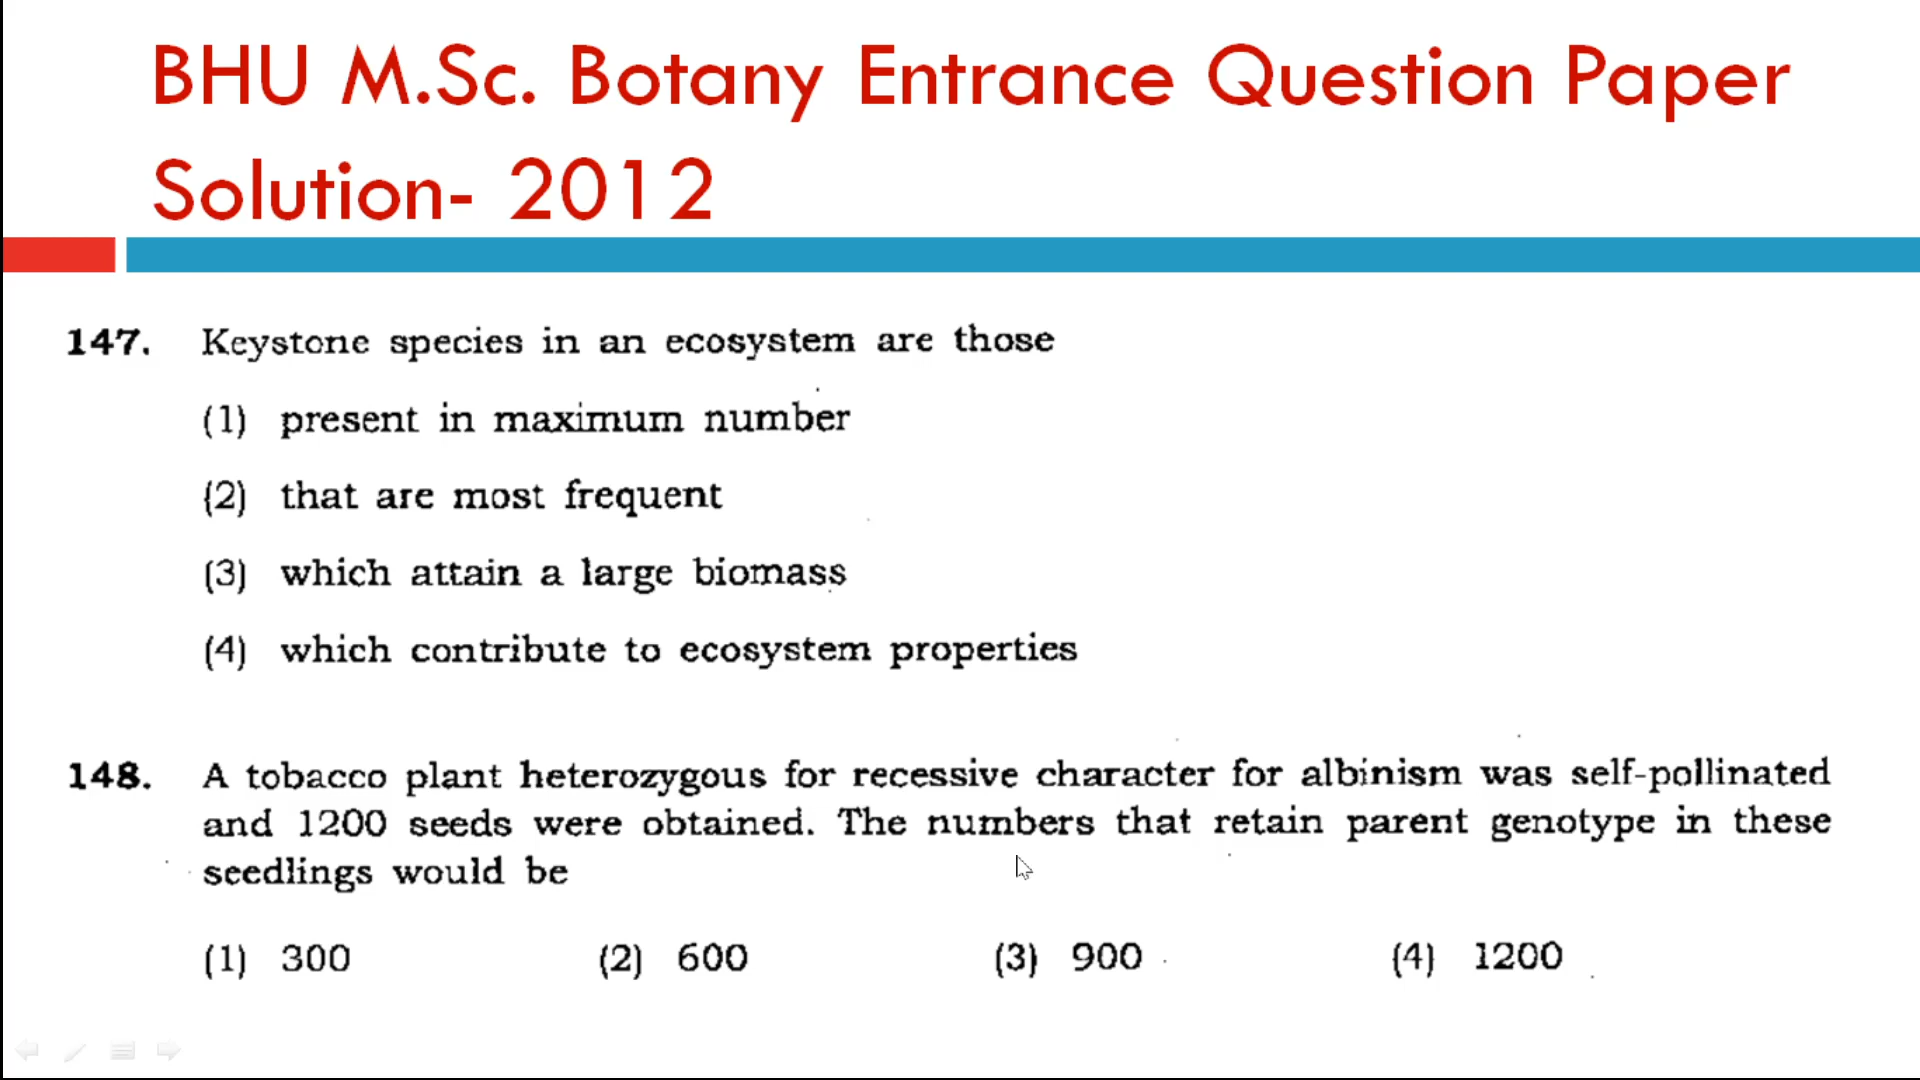 BHU M.Sc. Botany Entrance Question Paper
Solution- 2012
147. Keystone species in an ecosystem are those
(1) present in maximum number
(2) that are most frequent
(3) which attain a large biomass
(4) which contribute to ecosystem properties
148. A tobacco plant heterozygous for recessive character for albinism was self-pollinated
and 1200 seeds were obtained. The numbers that retain parent genotype in these
seedlings would be
(1) 300 (2) 600 (3) 900 (4) 1200